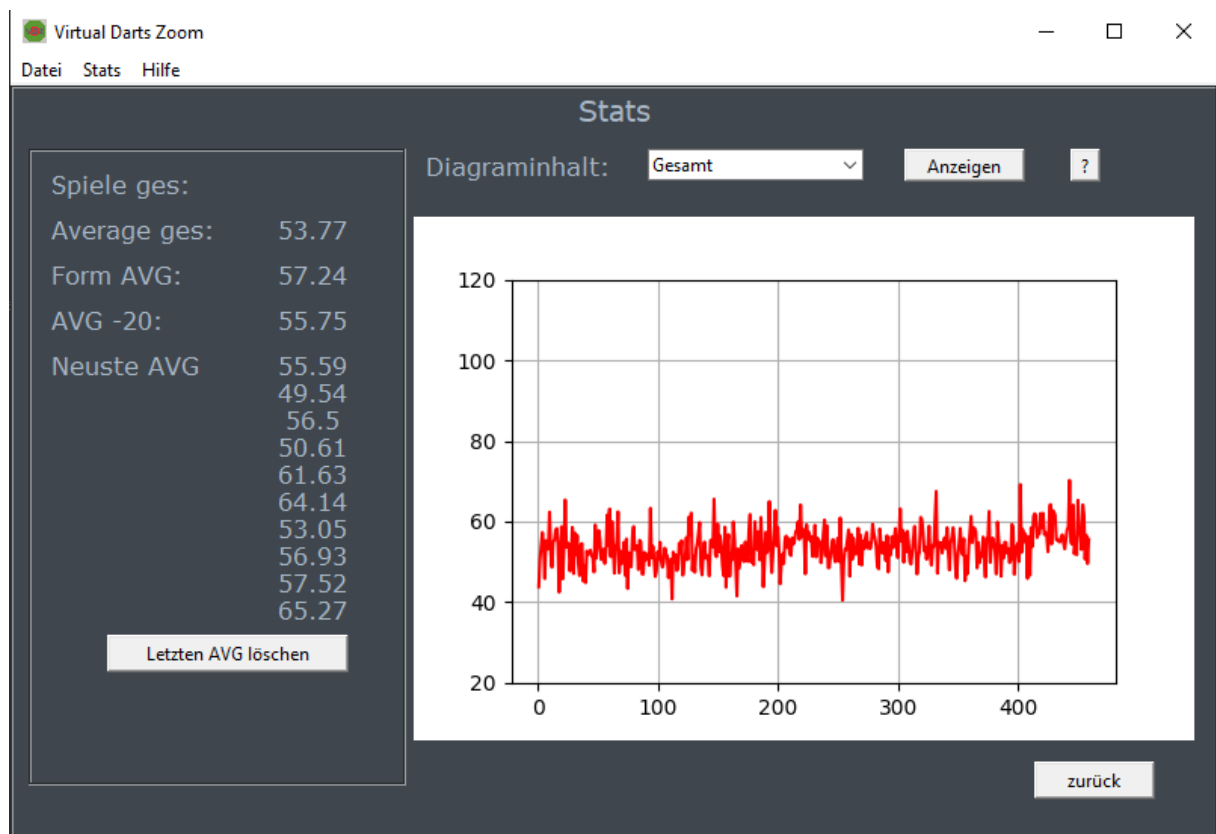 Virtual Darts Zoom
Datei Stats Hilfe
Stats
Spiele ges:
Average ges: 53.77
Form AVG: 57.24
AVG -20: 55.75
Neuste AVG 55.59
49.54
56.5
50.61
61.63
64.14
53.05
56.93
57.52
65.27
Letzten AVG löschen
Diagraminhalt: Gesamt Anzeigen ?
120
100
80
60
40
20
0 100 200 300 400
zurück